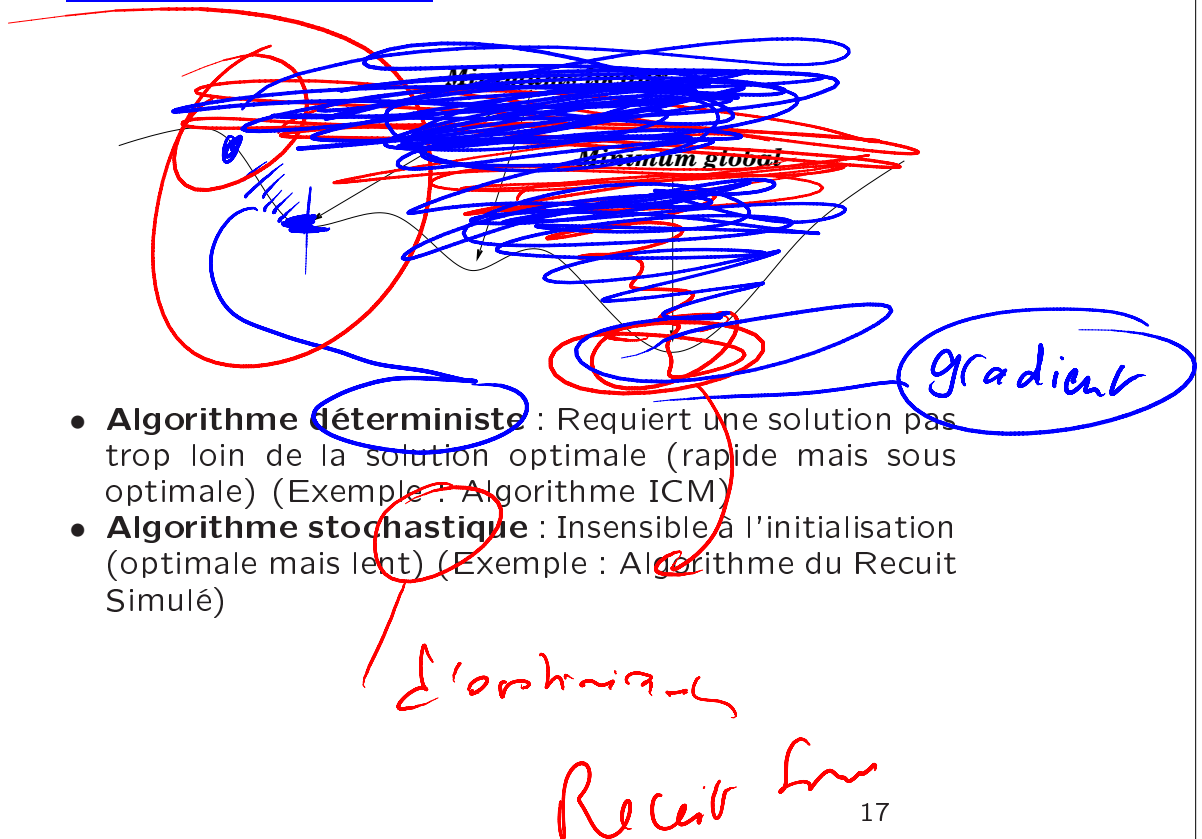 Minimum global
gradient
• Algorithme déterministe : Requiert une solution pas
trop loin de la solution optimale (rapide mais sous
optimale) (Exemple : Algorithme ICM)
• Algorithme stochastique : Insensible à l'initialisation
(optimale mais lent) (Exemple : Algorithme du Recuit
Simulé)
Recuit
17